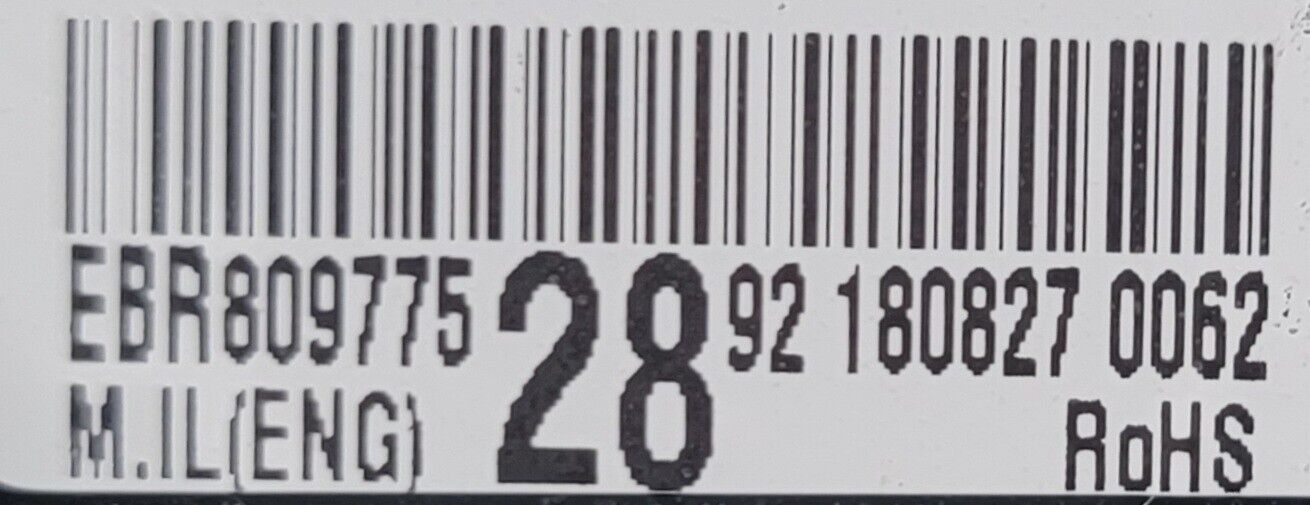 EBR809775 28 92 180827 0062
M.IL(ENG) RoHS